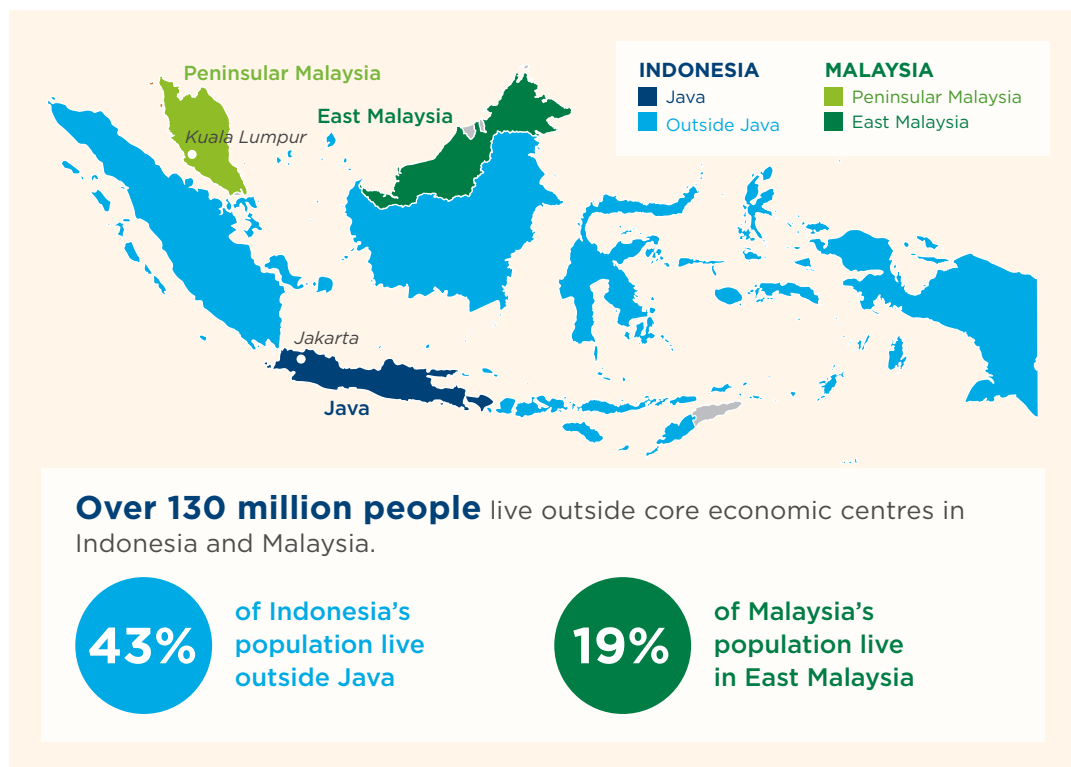 Peninsular Malaysia
East Malaysia
Kuala Lumpur
INDONESIA
Java
Outside Java
MALAYSIA
Peninsular Malaysia
East Malaysia
Jakarta
Java
Over 130 million people live outside core economic centres in
Indonesia and Malaysia.
43%
of Indonesia’s
population live
outside Java
19%
of Malaysia’s
population live
in East Malaysia